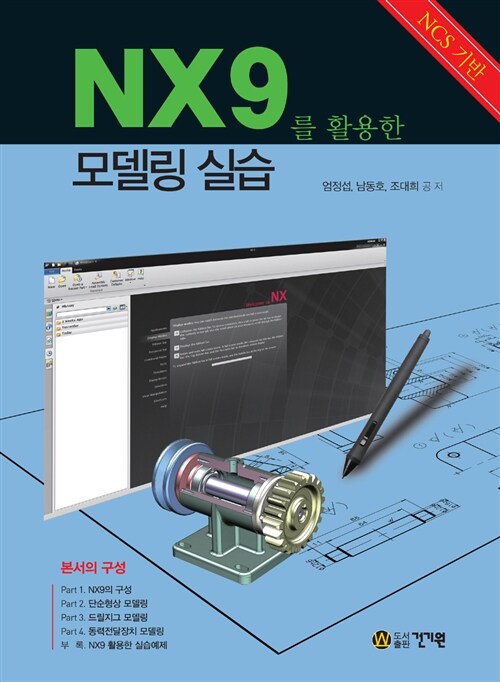 NCS 기반
NX9를 활용한
모델링 실습
엄정섭, 남동호, 조대희 공 저
NX
본서의 구성
Part 1. NX9의 구성
Part 2. 단순형상 모델링
Part 3. 드릴지그 모델링
Part 4. 동력전달장치 모델링
부 록. NX9 활용한 실습예제
W 도서출판 건기원